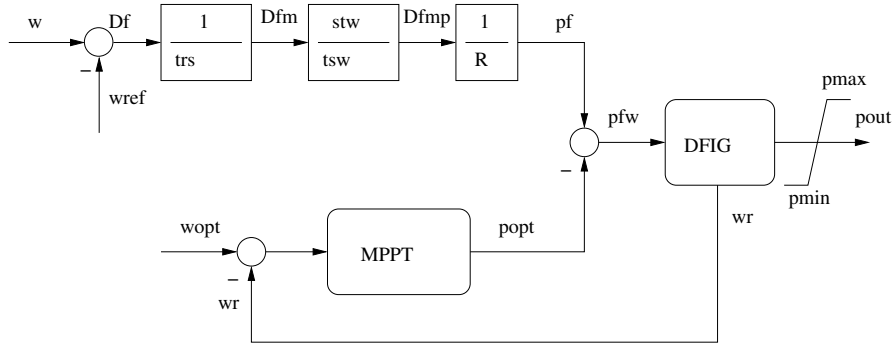 w
Df
Dfm
Dfmp
pf
1
trs
stw
tsw
1
R
−
wref
pmax
pfw
pout
DFIG
−
pmin
wr
wopt
popt
MPPT
−
wr